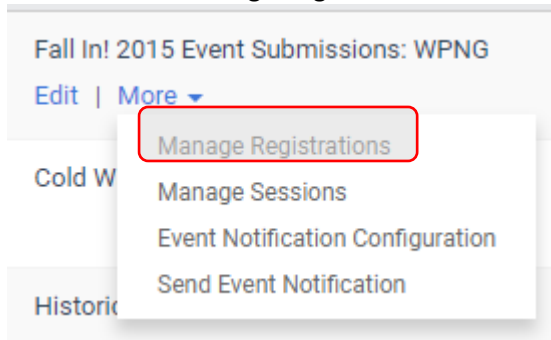 Fall In! 2015 Event Submissions: WPNG
Edit | More
Manage Registrations
Cold W
Manage Sessions
Event Notification Configuration
Send Event Notification
Historic